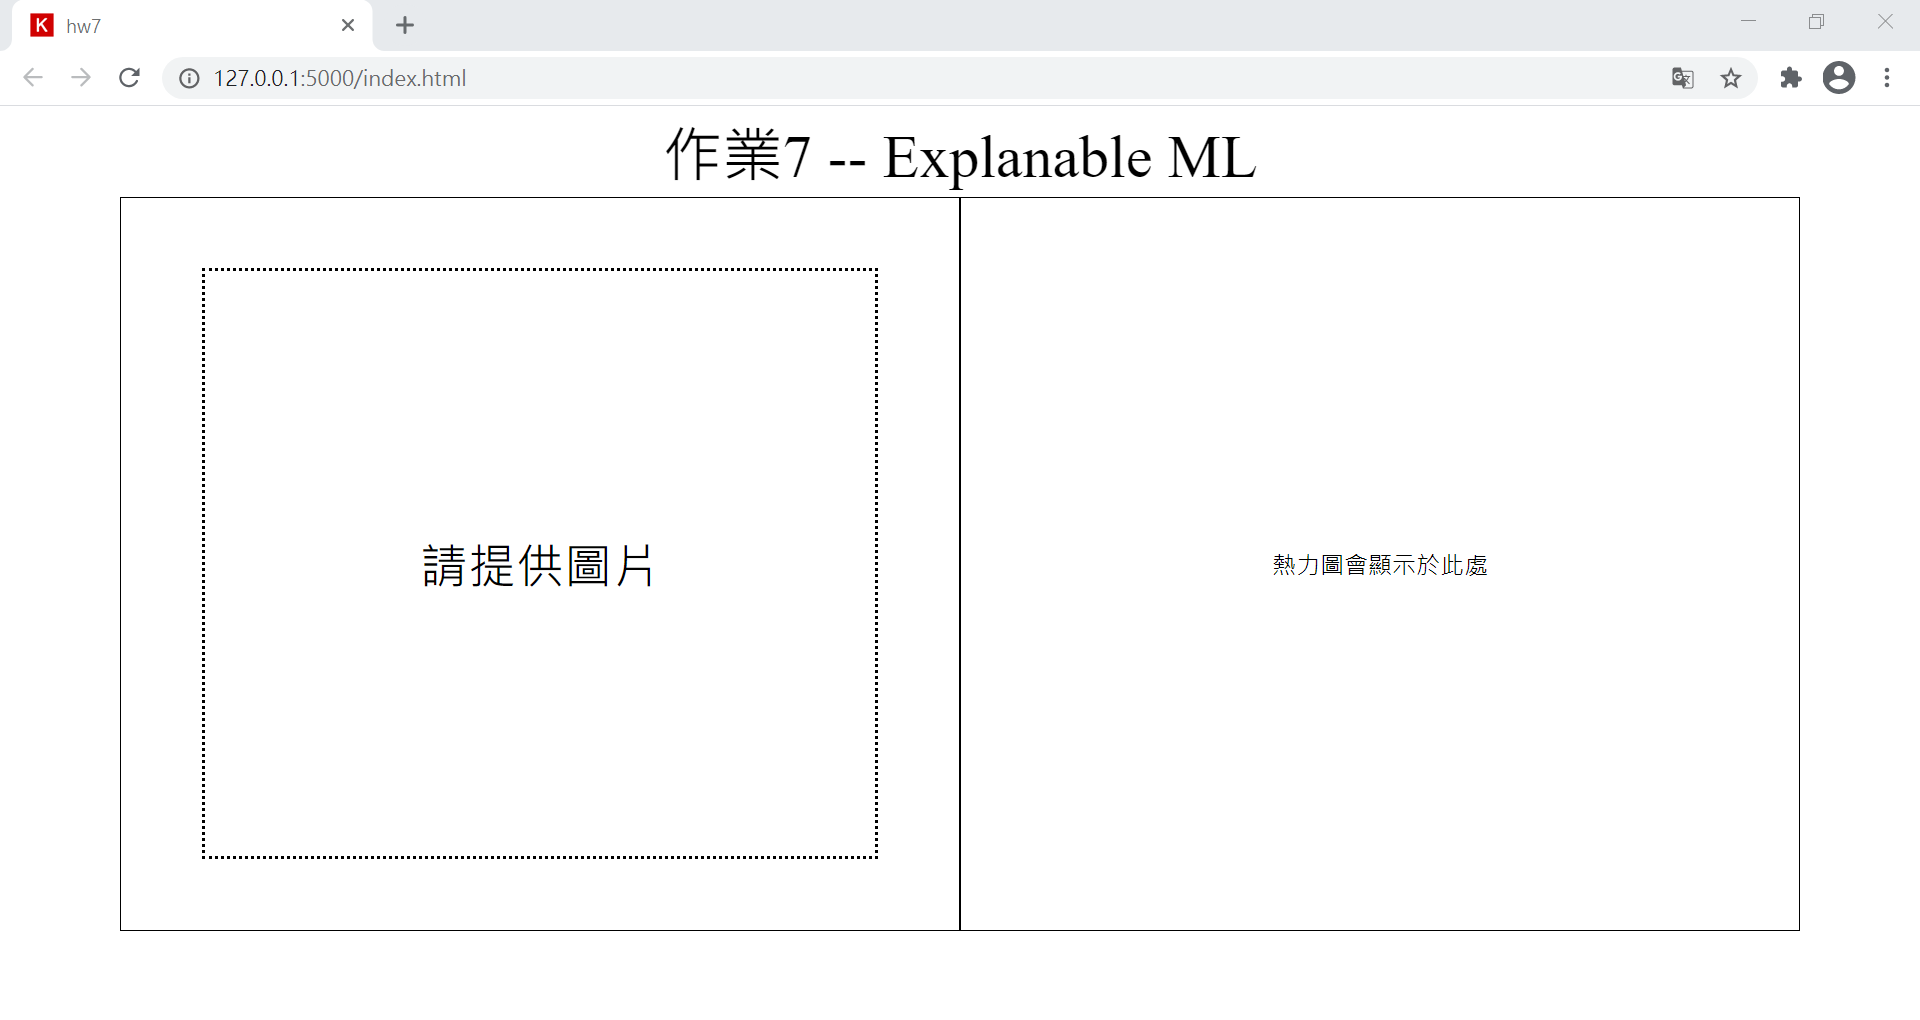 K hw7
127.0.0.1:5000/index.html
作業7 -- Explanable ML
請提供圖片
熱力圖會顯示於此處